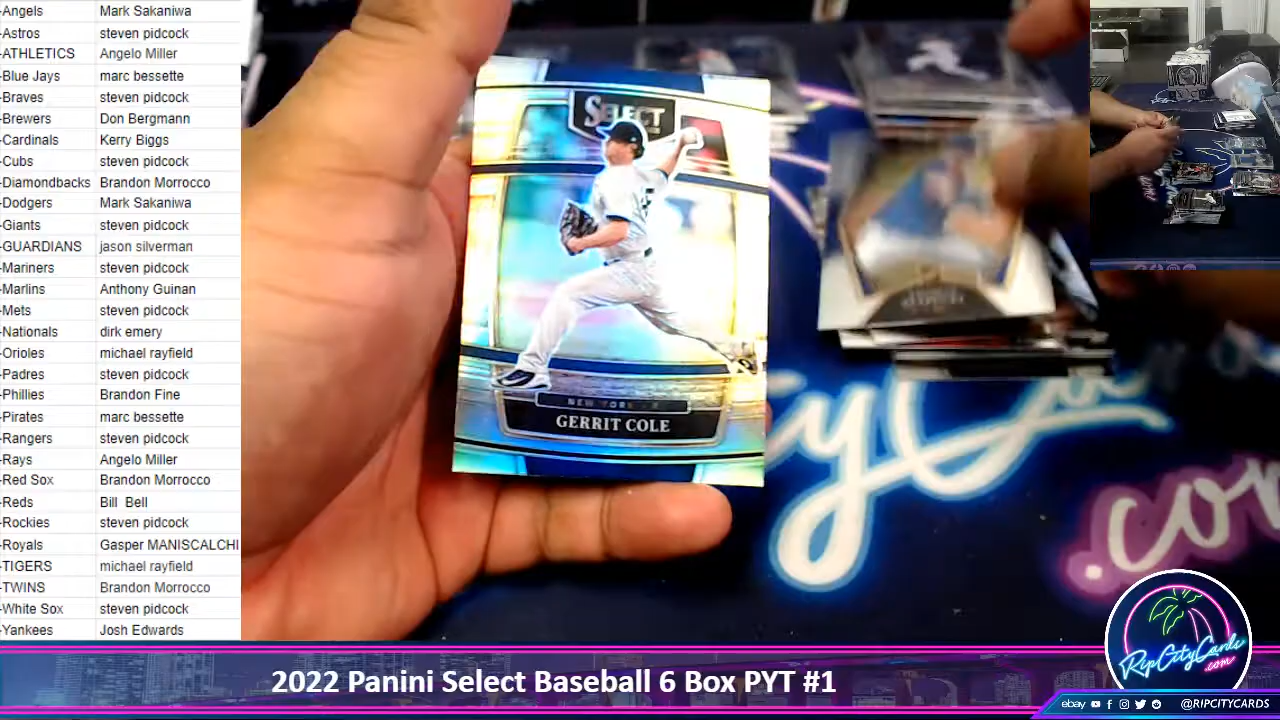 -Angels Mark Sakaniwa
-Astros steven pidcock
-ATHLETICS Angelo Miller
-Blue Jays marc bessette
-Braves steven pidcock
-Brewers Don Bergmann
-Cardinals Kerry Biggs
-Cubs steven pidcock
-Diamondbacks Brandon Morrocco
-Dodgers Mark Sakaniwa
-Giants steven pidcock
-GUARDIANS jason silverman
-Mariners steven pidcock
-Marlins Anthony Guinan
-Mets steven pidcock
-Nationals dirk emery
-Orioles michael rayfield
-Padres steven pidcock
-Phillies Brandon Fine
-Pirates marc bessette
-Rangers steven pidcock
-Rays Angelo Miller
-Red Sox Brandon Morrocco
-Reds Bill Bell
-Rockies steven pidcock
-Royals Gasper MANISCALCHI
-TIGERS michael rayfield
-TWINS Brandon Morrocco
-White Sox steven pidcock
-Yankees Josh Edwards
SELECT
NEW YORK
GERRIT COLE
.com
RipCityCards
.com
2022 Panini Select Baseball 6 Box PYT #1
ebay @RIPCITYCARDS